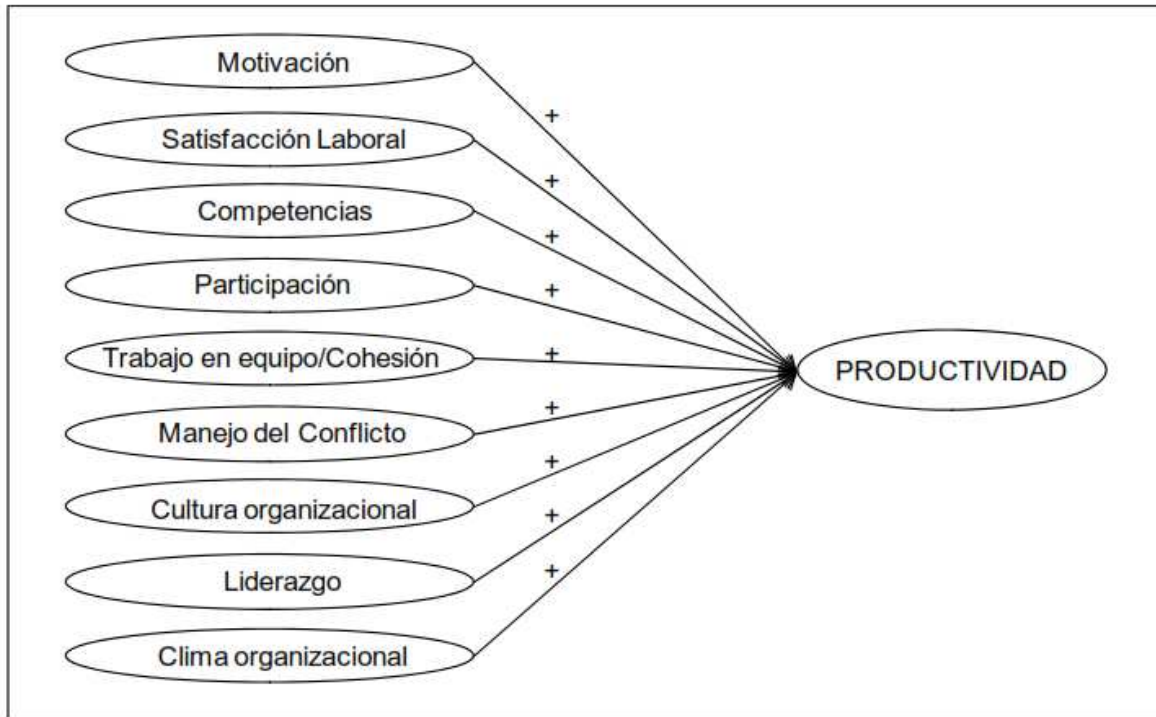 Motivación
+
Satisfacción Laboral
+
Competencias
+
Participación
+
Trabajo en equipo/Cohesión
+
PRODUCTIVIDAD
Manejo del Conflicto
+
Cultura organizacional
+
Liderazgo
+
Clima organizacional
+